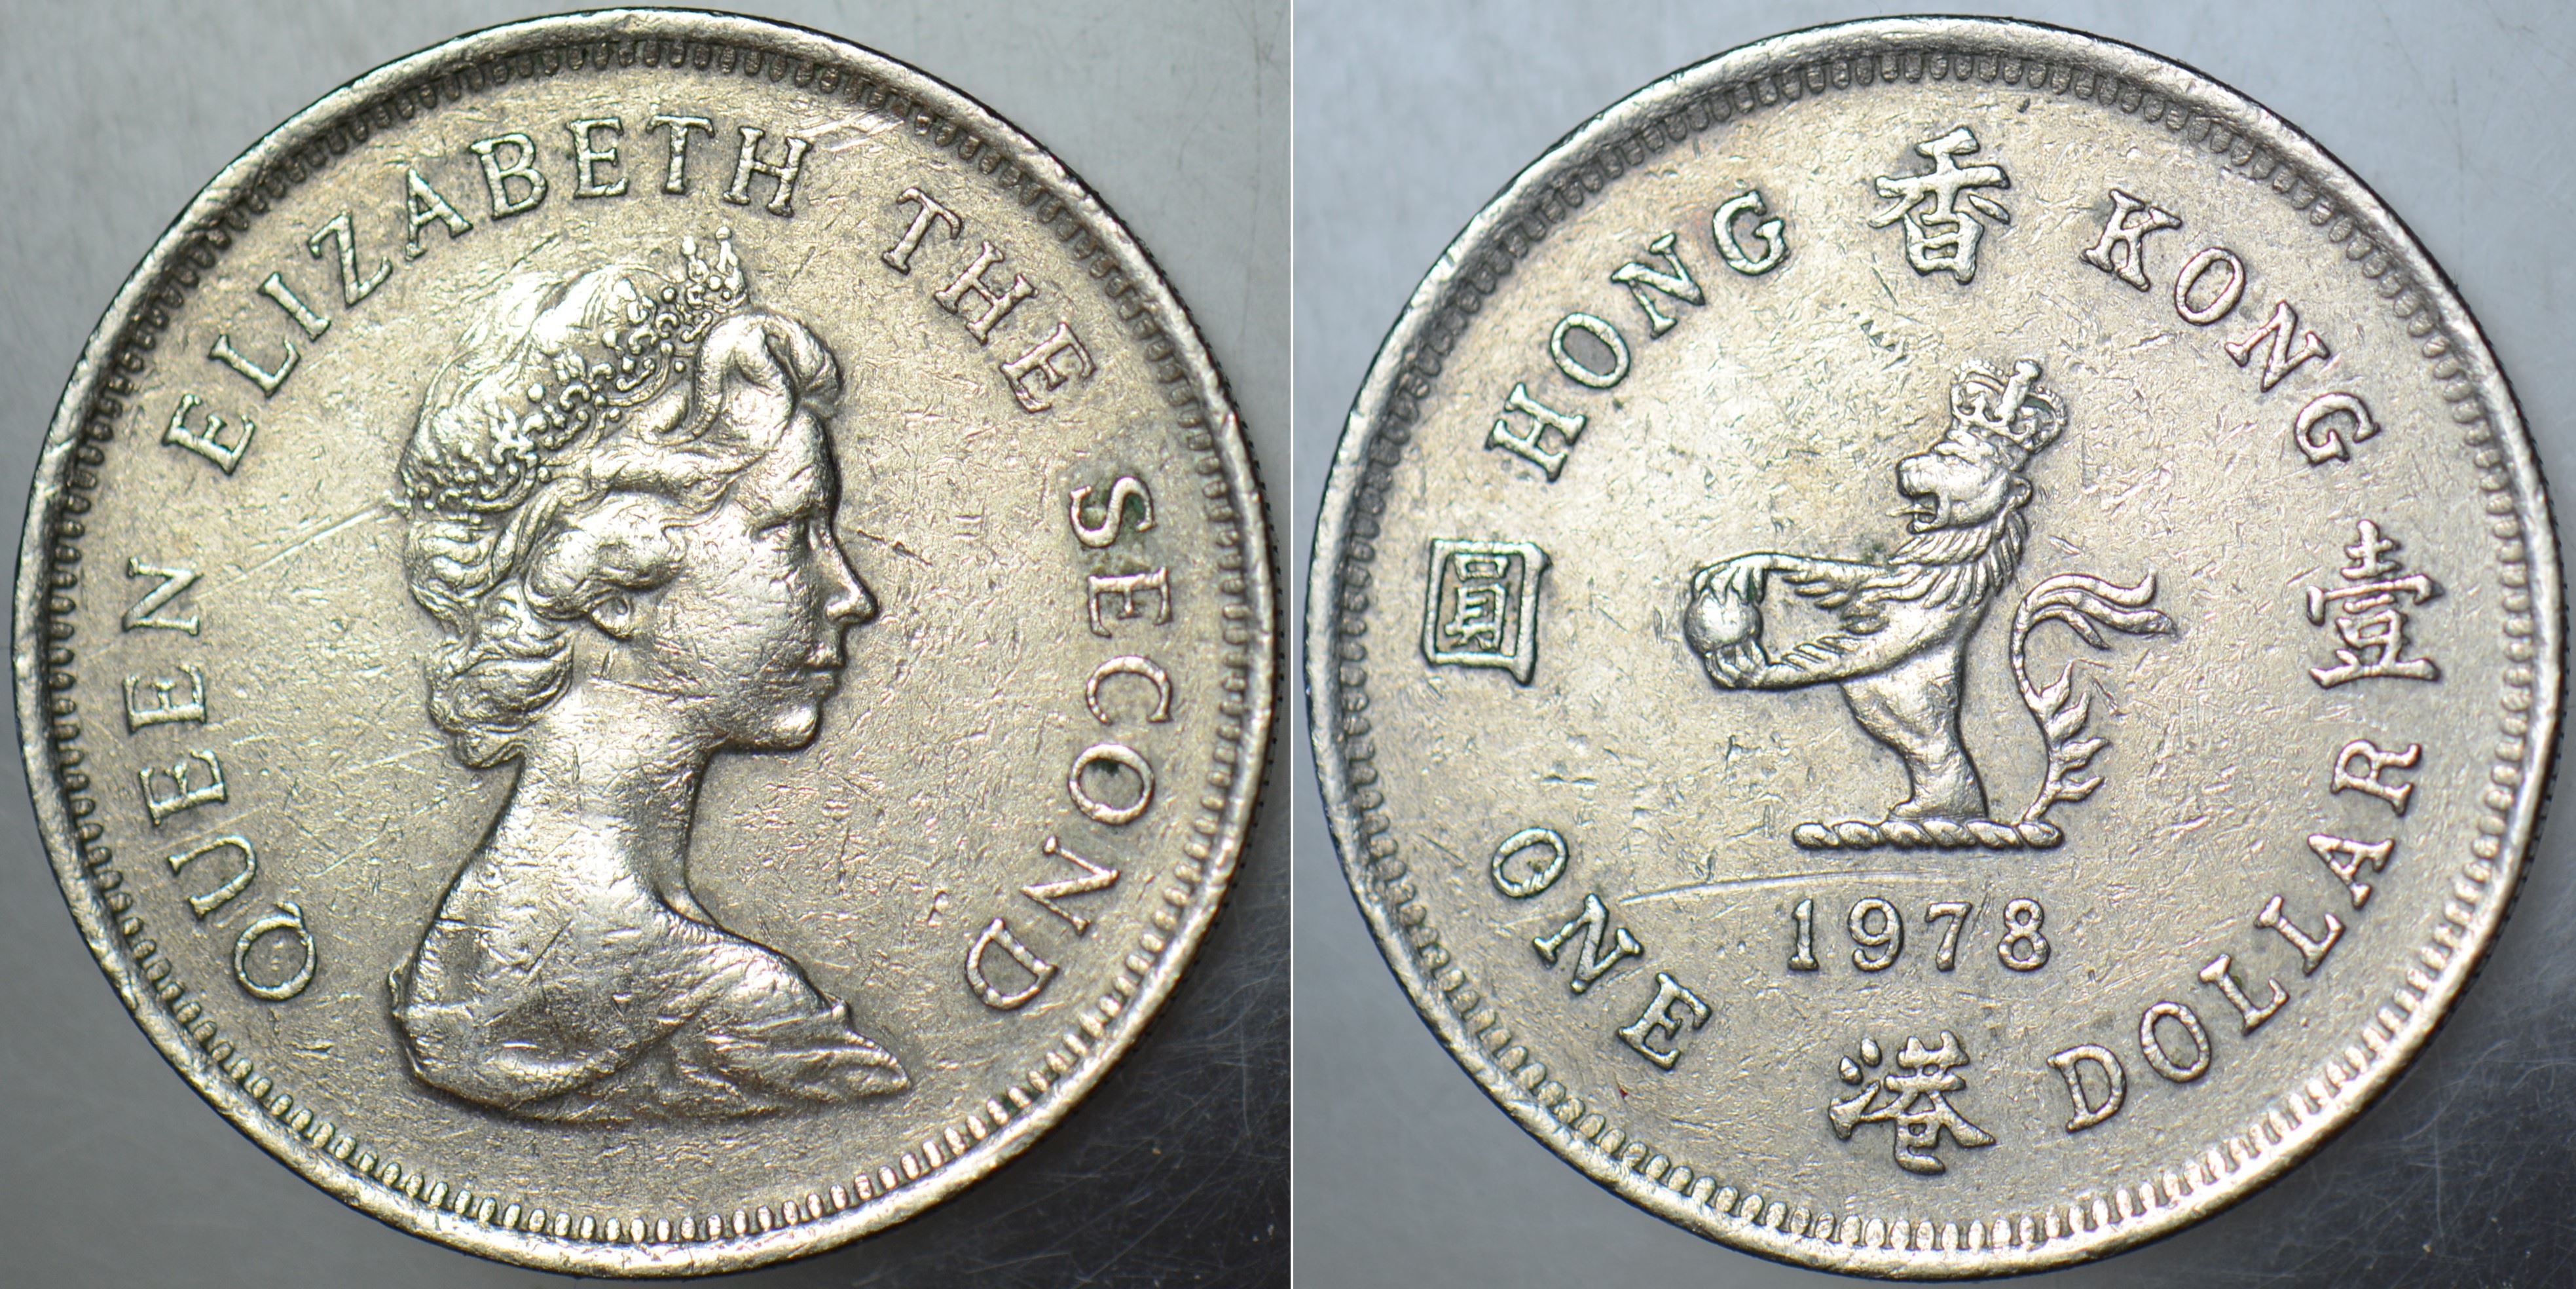 QUEEN ELIZABETH THE SECOND
HONG KONG
香港
壹圓
1978
ONE DOLLAR